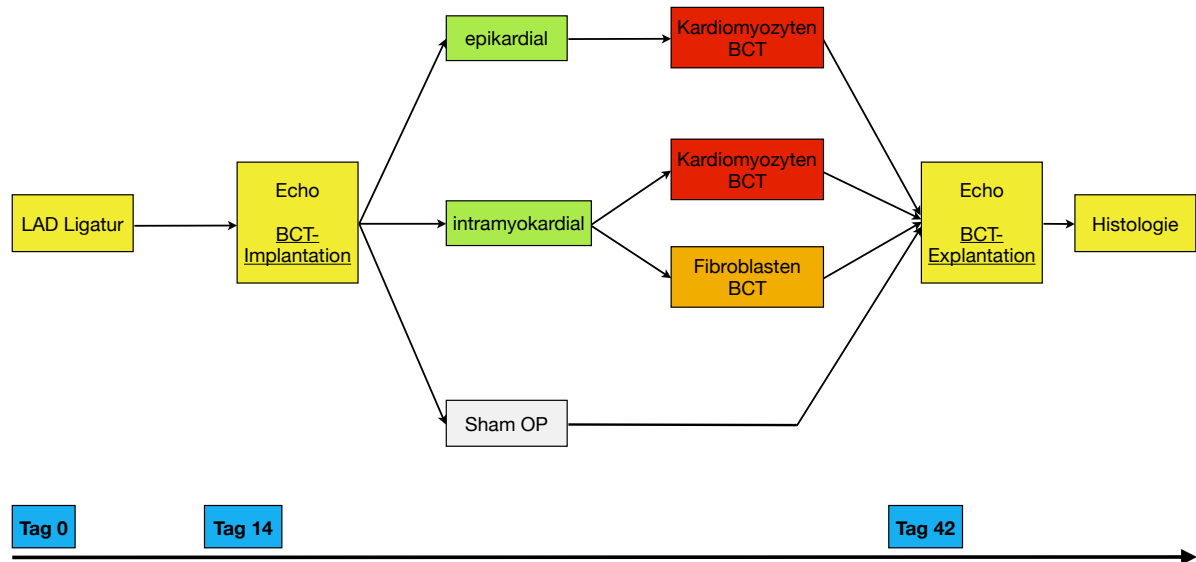 LAD Ligatur
Echo
BCT-
Implantation
epikardial
intramyokardial
Sham OP
Kardiomyozyten
BCT
Kardiomyozyten
BCT
Fibroblasten
BCT
Echo
BCT-
Explantation
Histologie
Tag 0
Tag 14
Tag 42